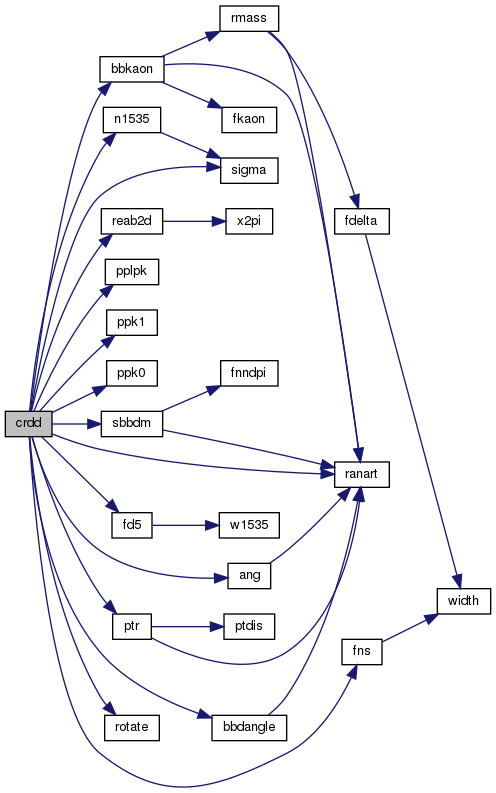 rmass
bbkaon
fkaon
n1535
sigma
reab2d
x2pi
fdelta
pplpk
ppk1
ppk0
fnndpi
crdd
sbbdm
ranart
fd5
w1535
ang
width
ptr
ptdis
fns
rotate
bbdangle